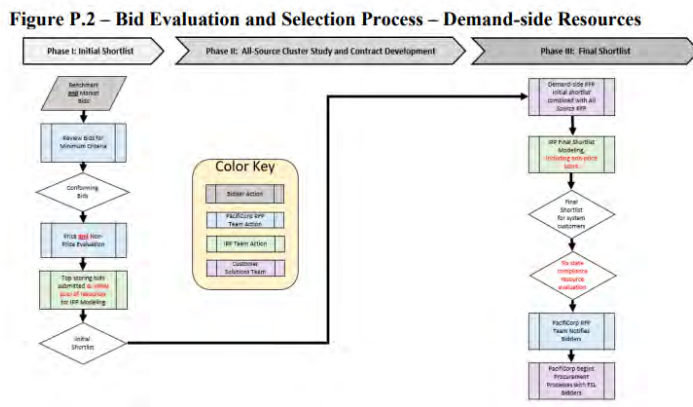 Figure P.2 – Bid Evaluation and Selection Process – Demand-side Resources
Phase I: Initial Shortlist
Phase II: All-Source Cluster Study and Contract Development
Phase III: Final Shortlist
Benchmark
and Market
Bids
Review Bids for
Minimum Criteria
Conforming
Bids
Price and Non-
Price Evaluation
Top scoring bids
submitted
for IRP Modeling
Initial
Shortlist
Color Key
Bidder Action
PacifiCorp RFP
Team Action
IRP Team Action
Customer
Solutions Team
Demand-side RFP
initial shortlist
combined with All
Source RFP
IRP Final Shortlist
Modeling,
including non-price
Final
Shortlist
for system
customers
state
compliance
resource
evaluation
PacifiCorp RFP
Team Notifies
Bidders
PacifiCorp begins
Procurement
Processes with FSL
Bidders